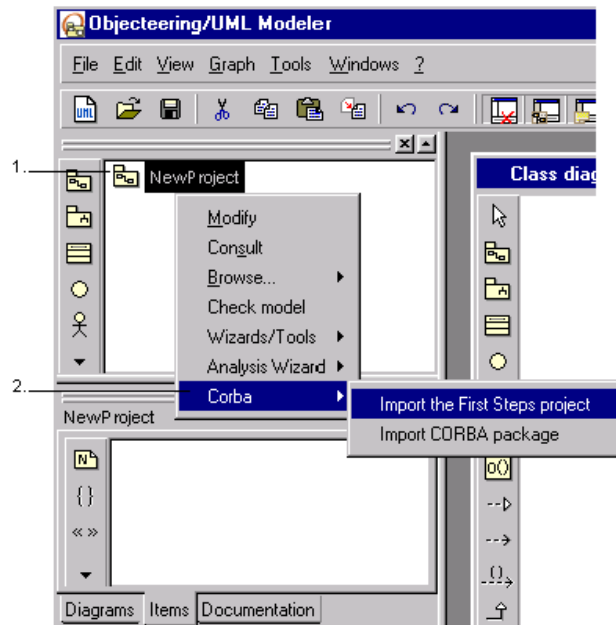 Objecteering/UML Modeler
File Edit View Graph Tools Windows ?
UML
1.
NewProject
Class diag
Modify
Consult
Browse...
Check model
Wizards/Tools
Analysis Wizard
2.
Corba
Import the First Steps project
Import CORBA package
NewProject
N
{ }
« »
o()
Diagrams Items Documentation